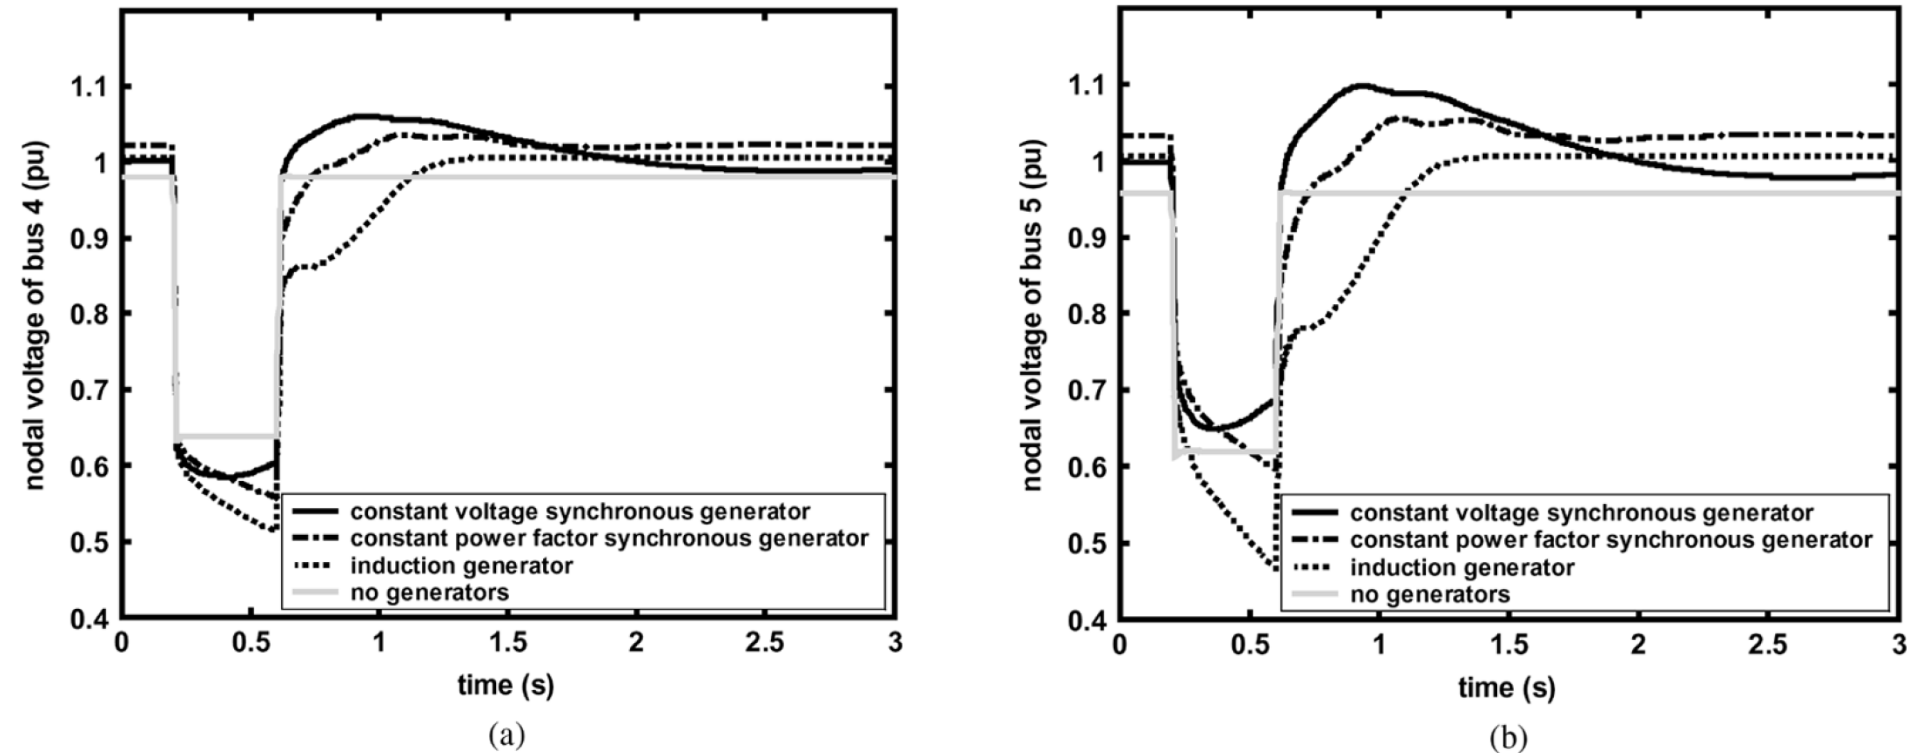 nodal voltage of bus 4 (pu)
1.1
1
0.9
0.8
0.7
0.6
0.5
0.4
constant voltage synchronous generator
constant power factor synchronous generator
induction generator
no generators
0 0.5 1 1.5 2 2.5 3
time (s)
(a)
nodal voltage of bus 5 (pu)
1.1
1
0.9
0.8
0.7
0.6
0.5
0.4
constant voltage synchronous generator
constant power factor synchronous generator
induction generator
no generators
0 0.5 1 1.5 2 2.5 3
time (s)
(b)